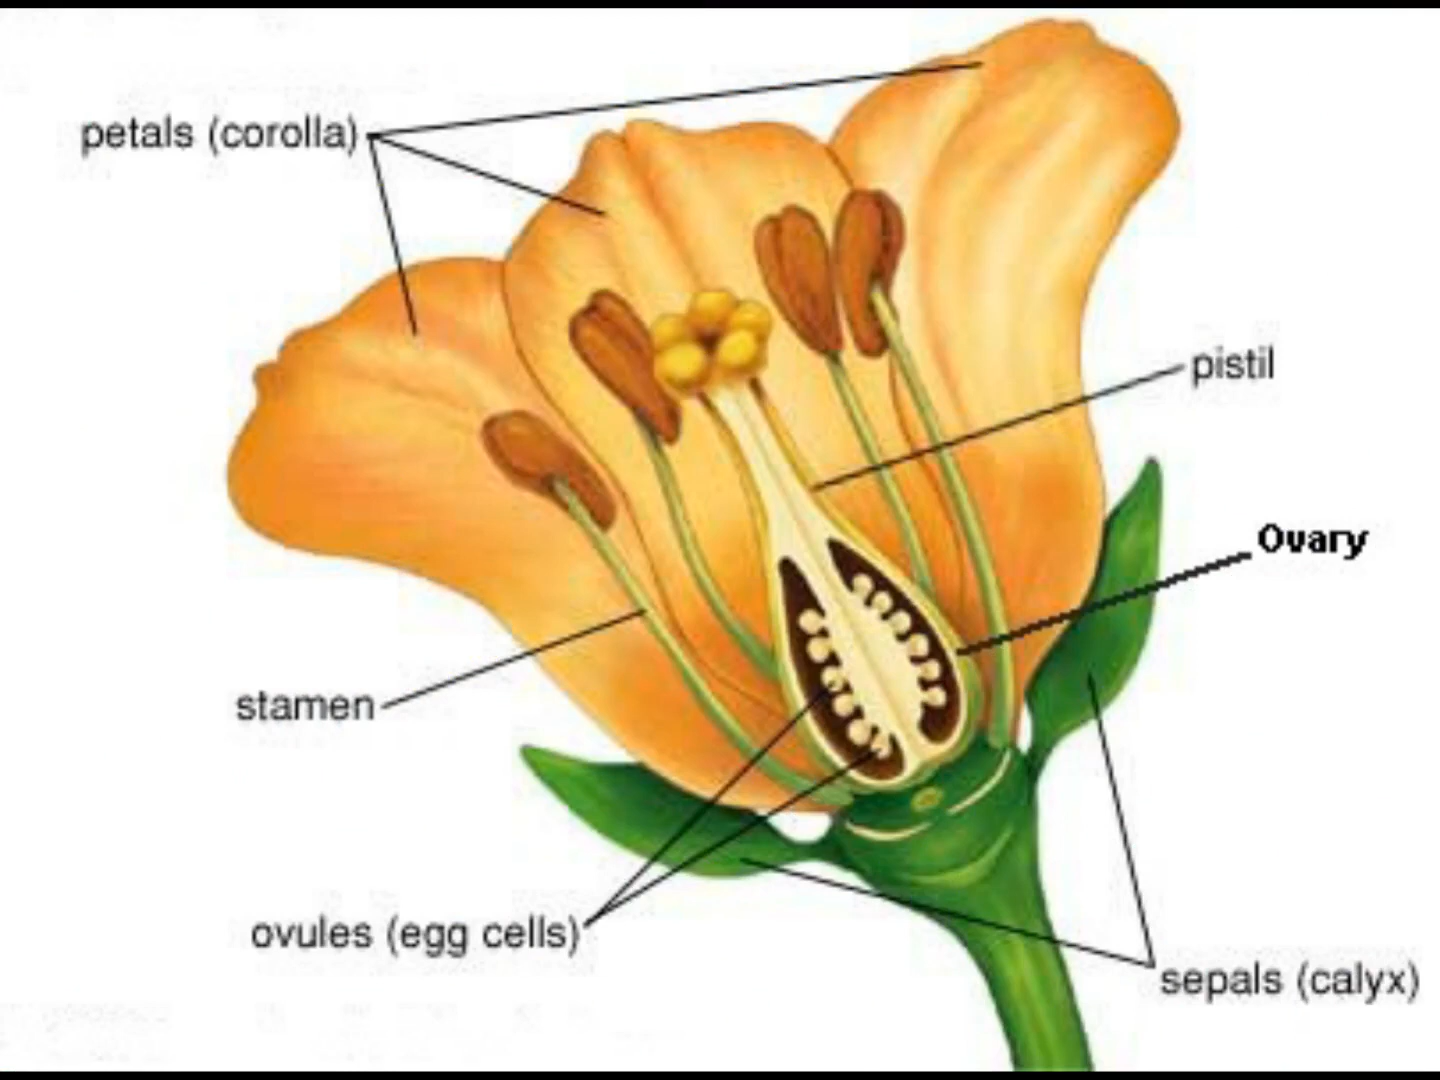 petals (corolla)
pistil
Ovary
stamen
ovules (egg cells)
sepals (calyx)